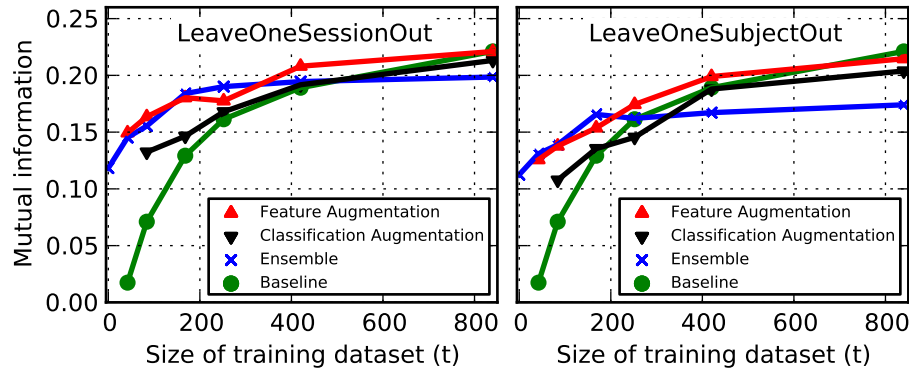 LeaveOneSessionOut
LeaveOneSubjectOut
Mutual information
0.25
0.20
0.15
0.10
0.05
0.00
Feature Augmentation
Classification Augmentation
Ensemble
Baseline
Feature Augmentation
Classification Augmentation
Ensemble
Baseline
0 200 400 600 800
0 200 400 600 800
Size of training dataset (t)
Size of training dataset (t)